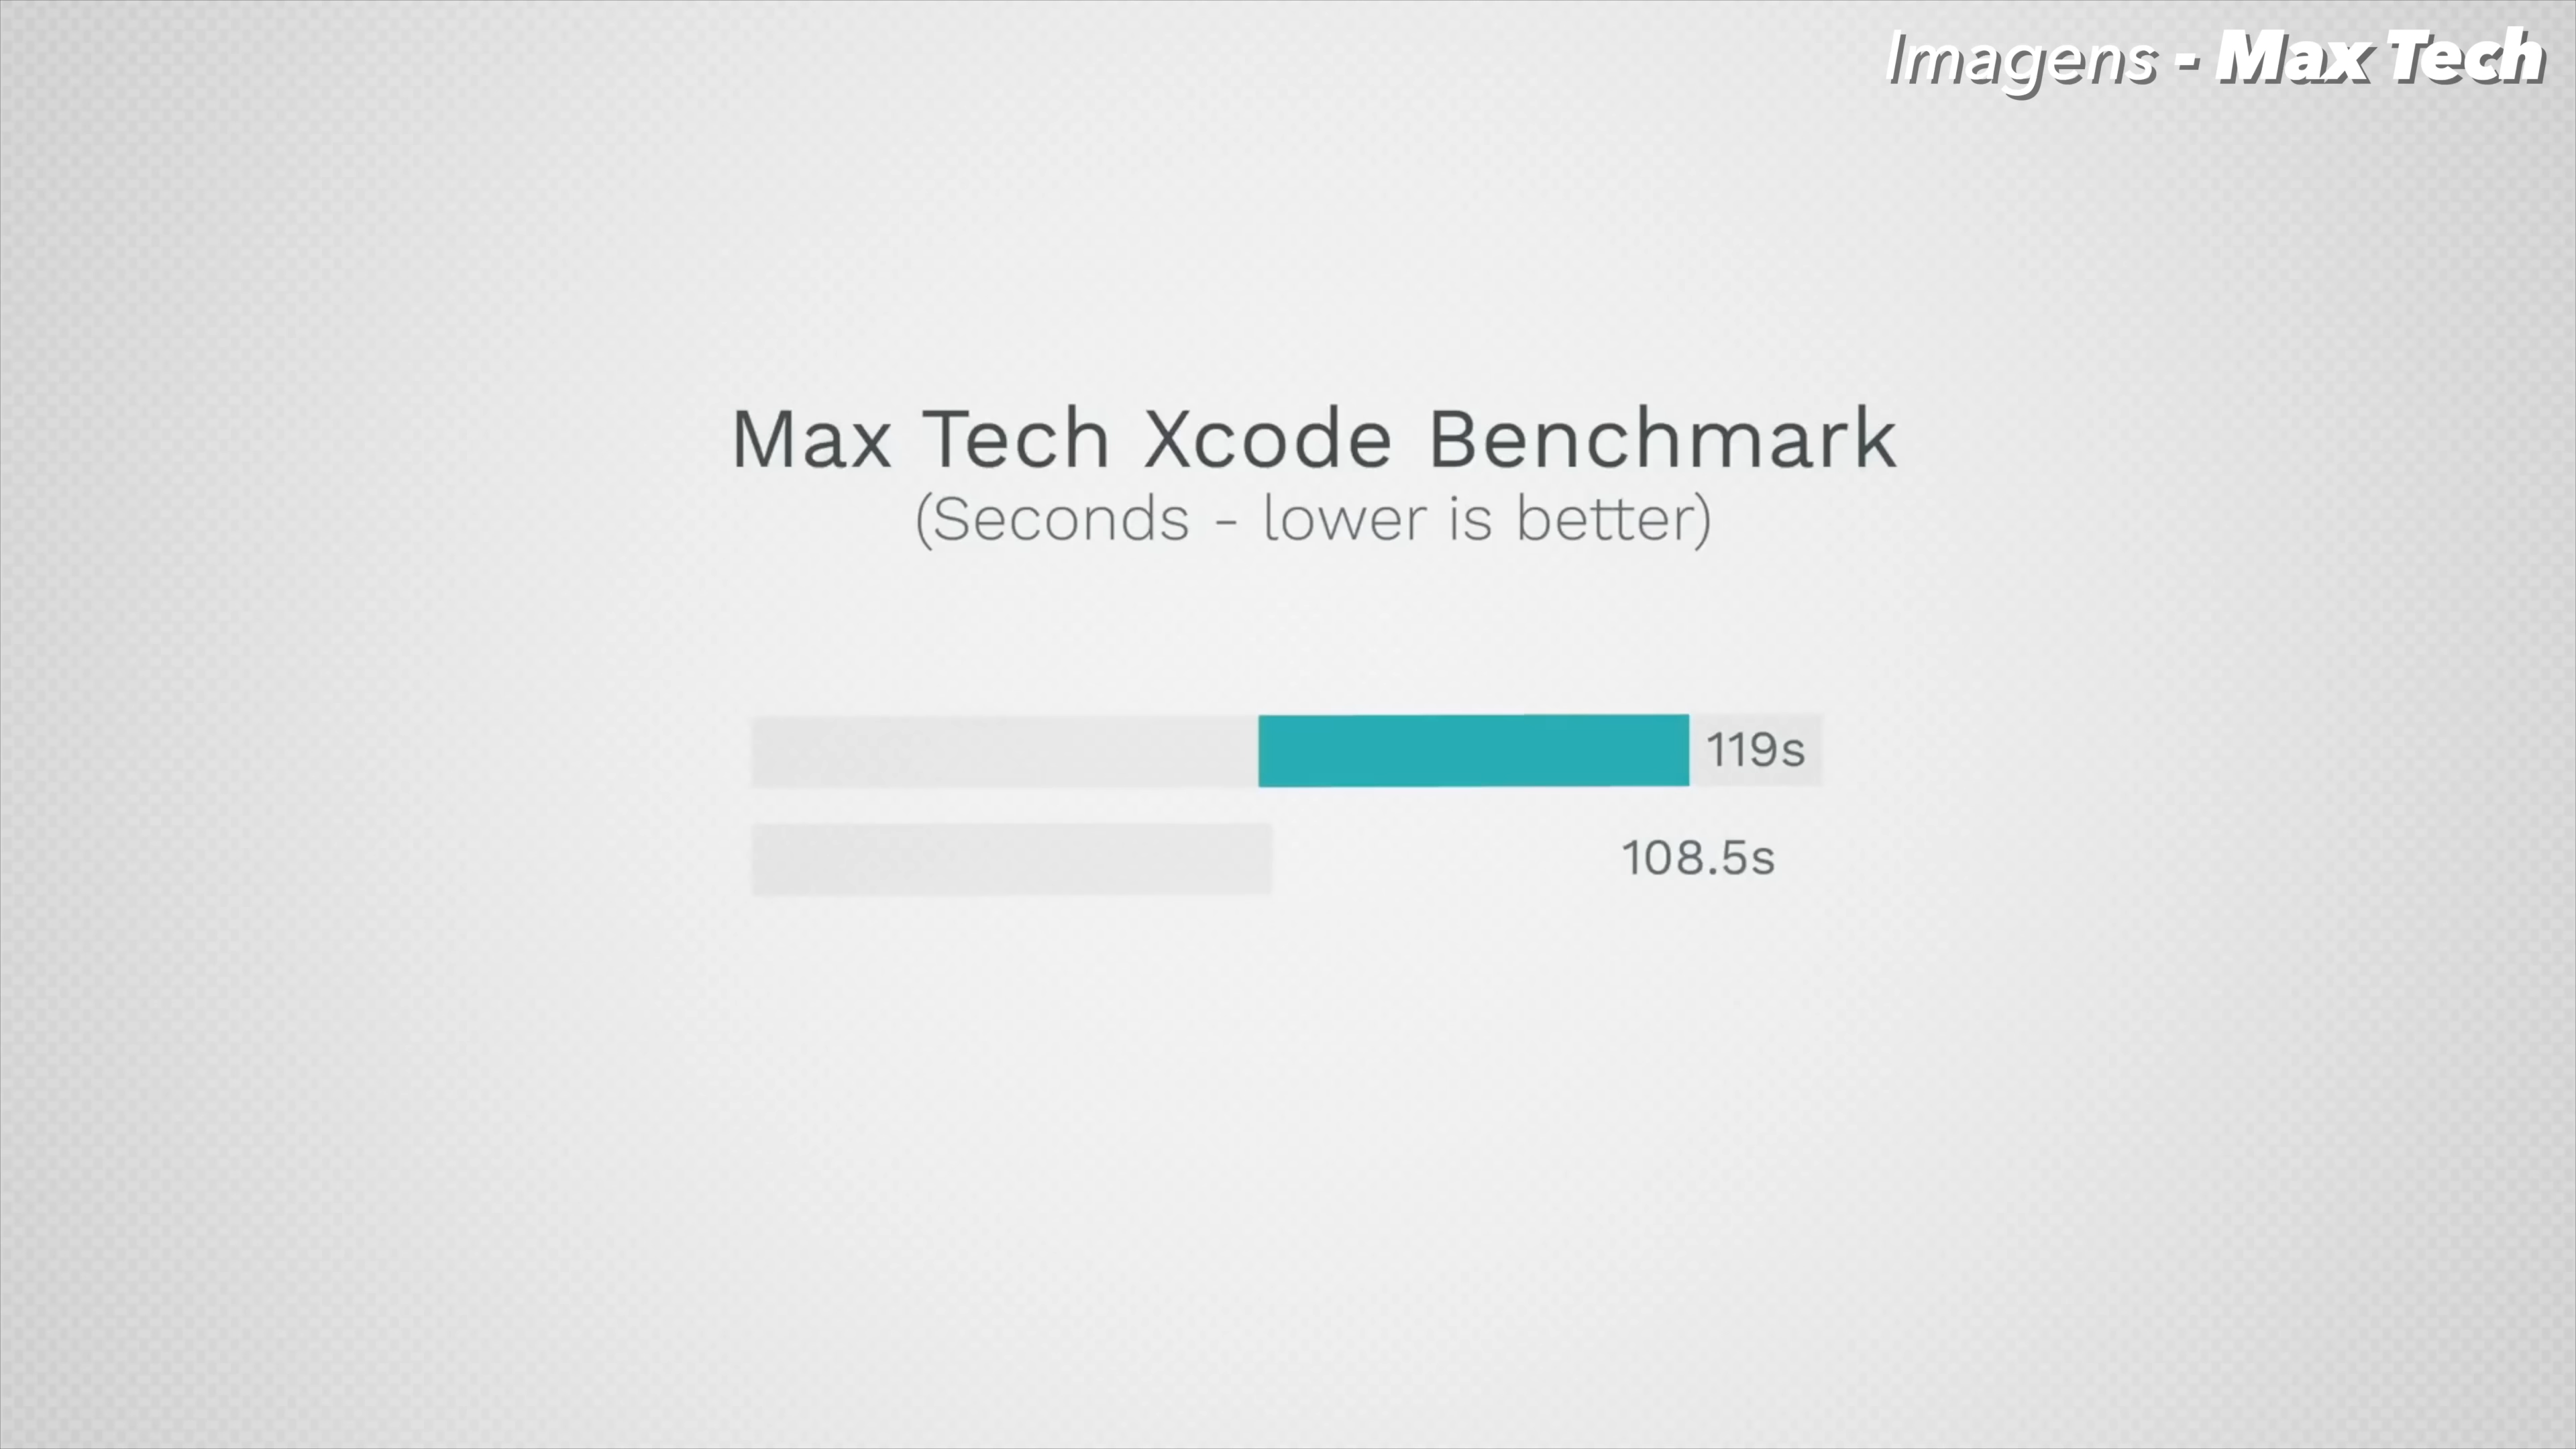 Imagens - Max Tech
Max Tech Xcode Benchmark
(Seconds - lower is better)
119s
108.5s